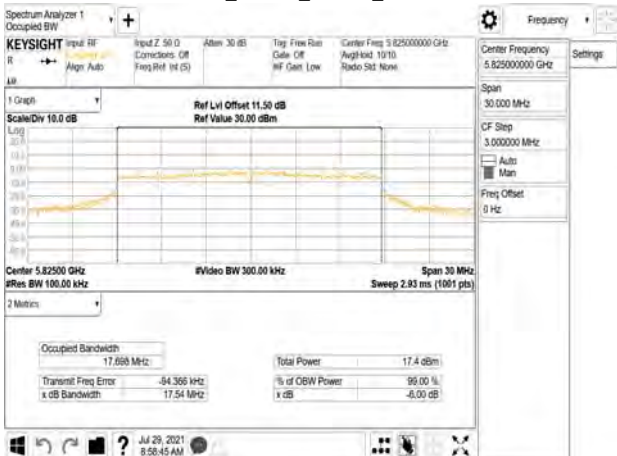 Spectrum Analyzer 1
Occupied BW
Frequency
KEYSIGHT
Input: RF
Align: Auto
Input Z: 50 Ω
Corrections: Off
Freq Ref: Int (S)
Atten: 30 dB
Trig: Free Run
Gate: Off
#IF Gain: Low
Center Freq: 5.825000000 GHz
Avg|Hold: 10/10
Radio Std: None
Center Frequency
5.825000000 GHz
Settings
Span
30.000 MHz
CF Step
3.000000 MHz
Auto
Man
Freq Offset
0 Hz
1 Graph
Scale/Div 10.0 dB
Log
Ref Lvl Offset 11.50 dB
Ref Value 30.00 dBm
Center 5.82500 GHz
#Res BW 100.00 kHz
#Video BW 300.00 kHz
Span 30 MHz
Sweep 2.93 ms (1001 pts)
2 Metrics
Occupied Bandwidth
17.698 MHz
Total Power 17.4 dBm
Transmit Freq Error -94.366 kHz
% of OBW Power 99.00 %
x dB Bandwidth 17.54 MHz
x dB -6.00 dB
Jul 29, 2021
8:58:45 AM